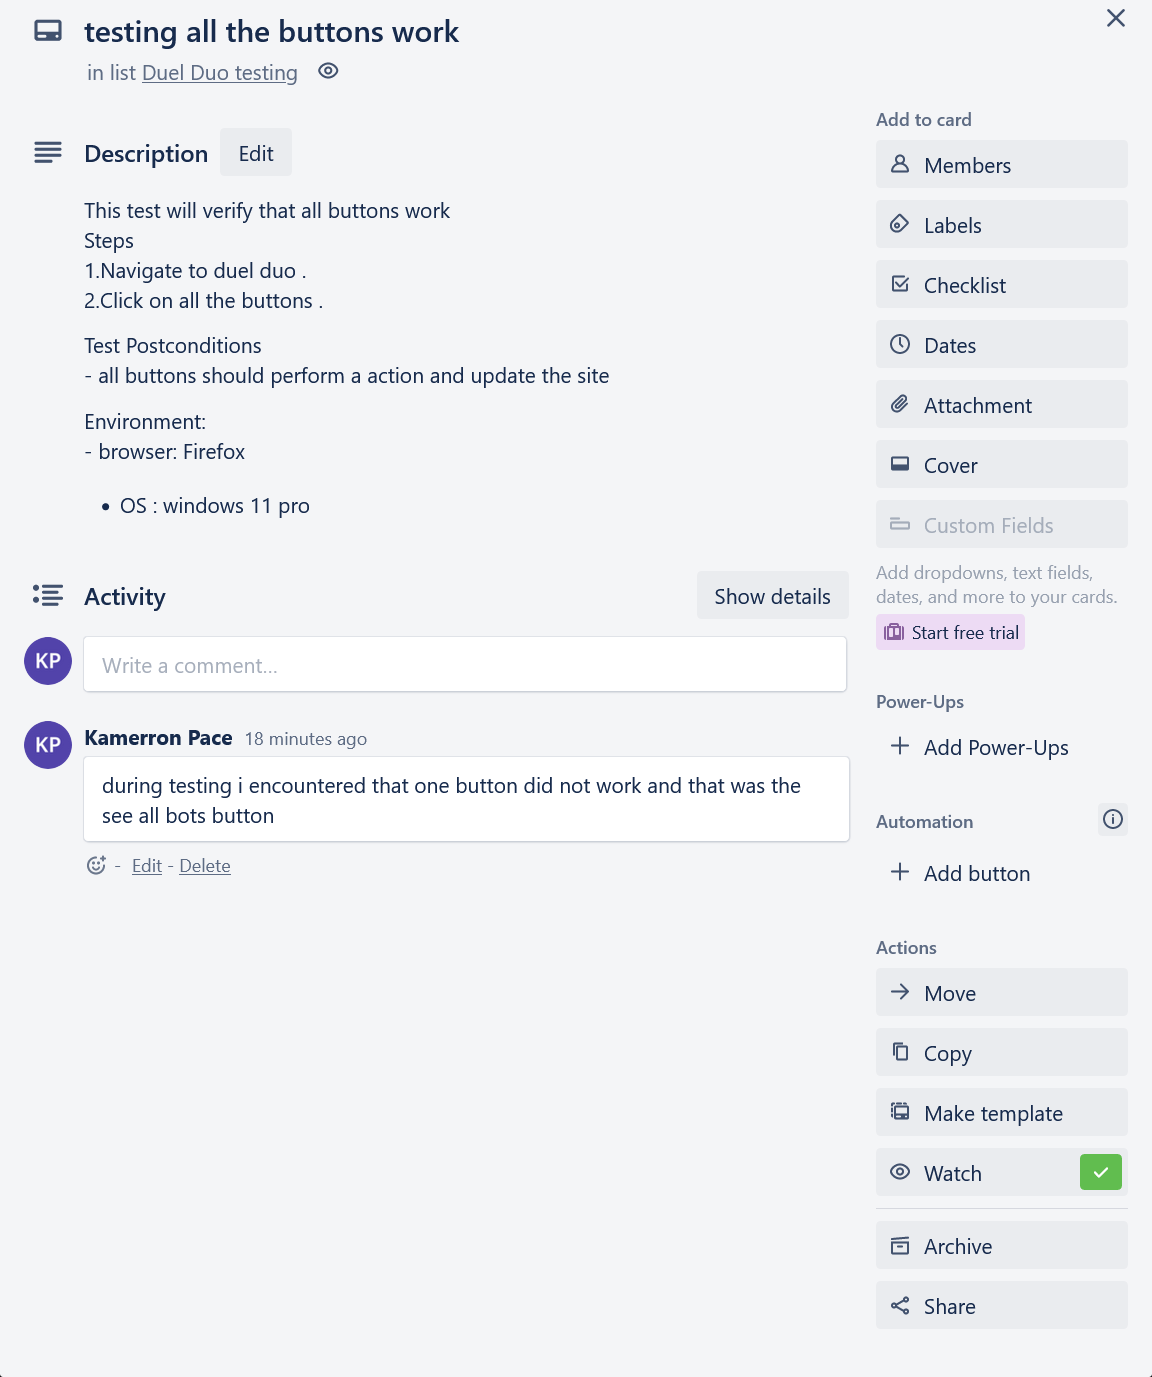 testing all the buttons work
in list Duel Duo testing
Description
Edit
This test will verify that all buttons work
Steps
1.Navigate to duel duo .
2.Click on all the buttons .
Test Postconditions
- all buttons should perform a action and update the site
Environment:
- browser: Firefox
• OS : windows 11 pro
Activity
Show details
KP
Write a comment...
KP
Kamerron Pace 18 minutes ago
during testing i encountered that one button did not work and that was the
see all bots button
- Edit - Delete
Add to card
Members
Labels
Checklist
Dates
Attachment
Cover
Custom Fields
Add dropdowns, text fields,
dates, and more to your cards.
Start free trial
Power-Ups
Add Power-Ups
Automation
Add button
Actions
Move
Copy
Make template
Watch
Archive
Share